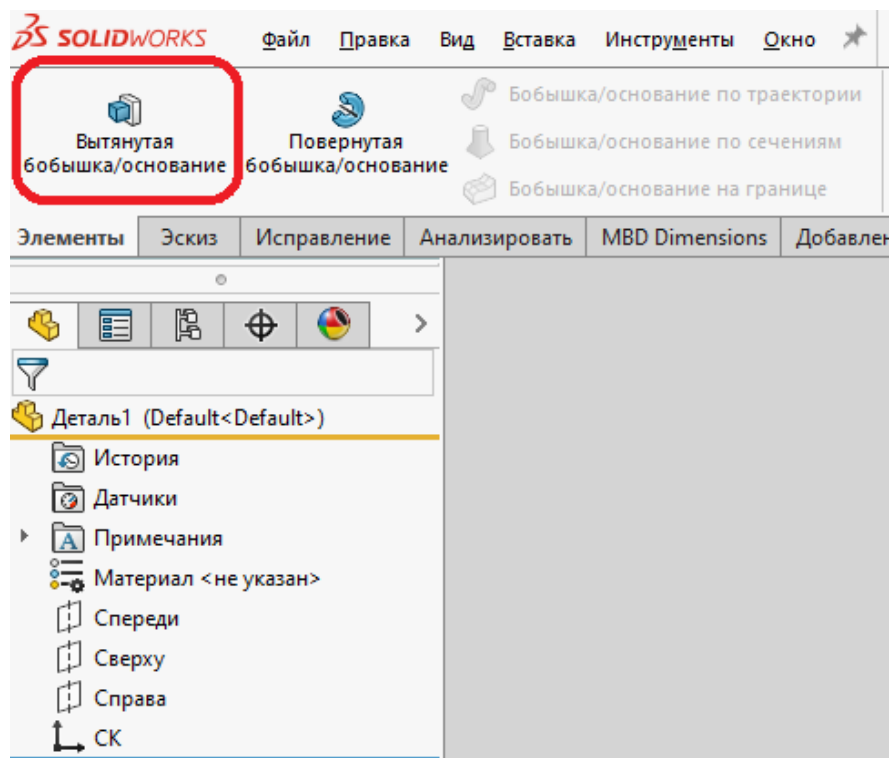 SOLIDWORKS Файл Правка Вид Вставка Инструменты Окно
Вытянутая
бобышка/основание
Повернутая
бобышка/основание
Бобышка/основание по траектории
Бобышка/основание по сечениям
Бобышка/основание на границе
Элементы Эскиз Исправление Анализировать MBD Dimensions Добавлен
Деталь1 (Default<Default>)
История
Датчики
Примечания
Материал <не указан>
Спереди
Сверху
Справа
СК